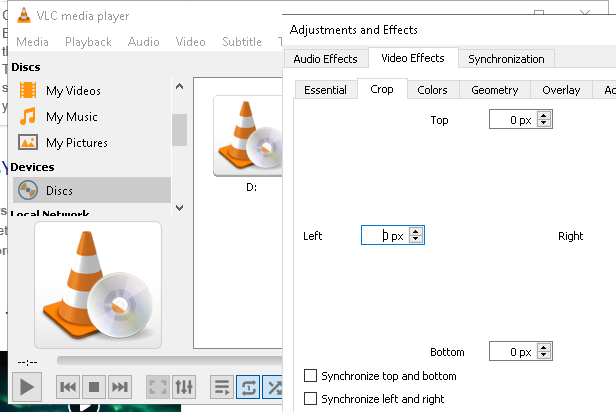 VLC media player
Media Playback Audio Video Subtitle
Discs
My Videos
My Music
My Pictures
Devices
Discs
Local Network
D:
--:--
Adjustments and Effects
Audio Effects Video Effects Synchronization
Essential Crop Colors Geometry Overlay
Top 0 px
Left 0 px Right
Bottom 0 px
Synchronize top and bottom
Synchronize left and right